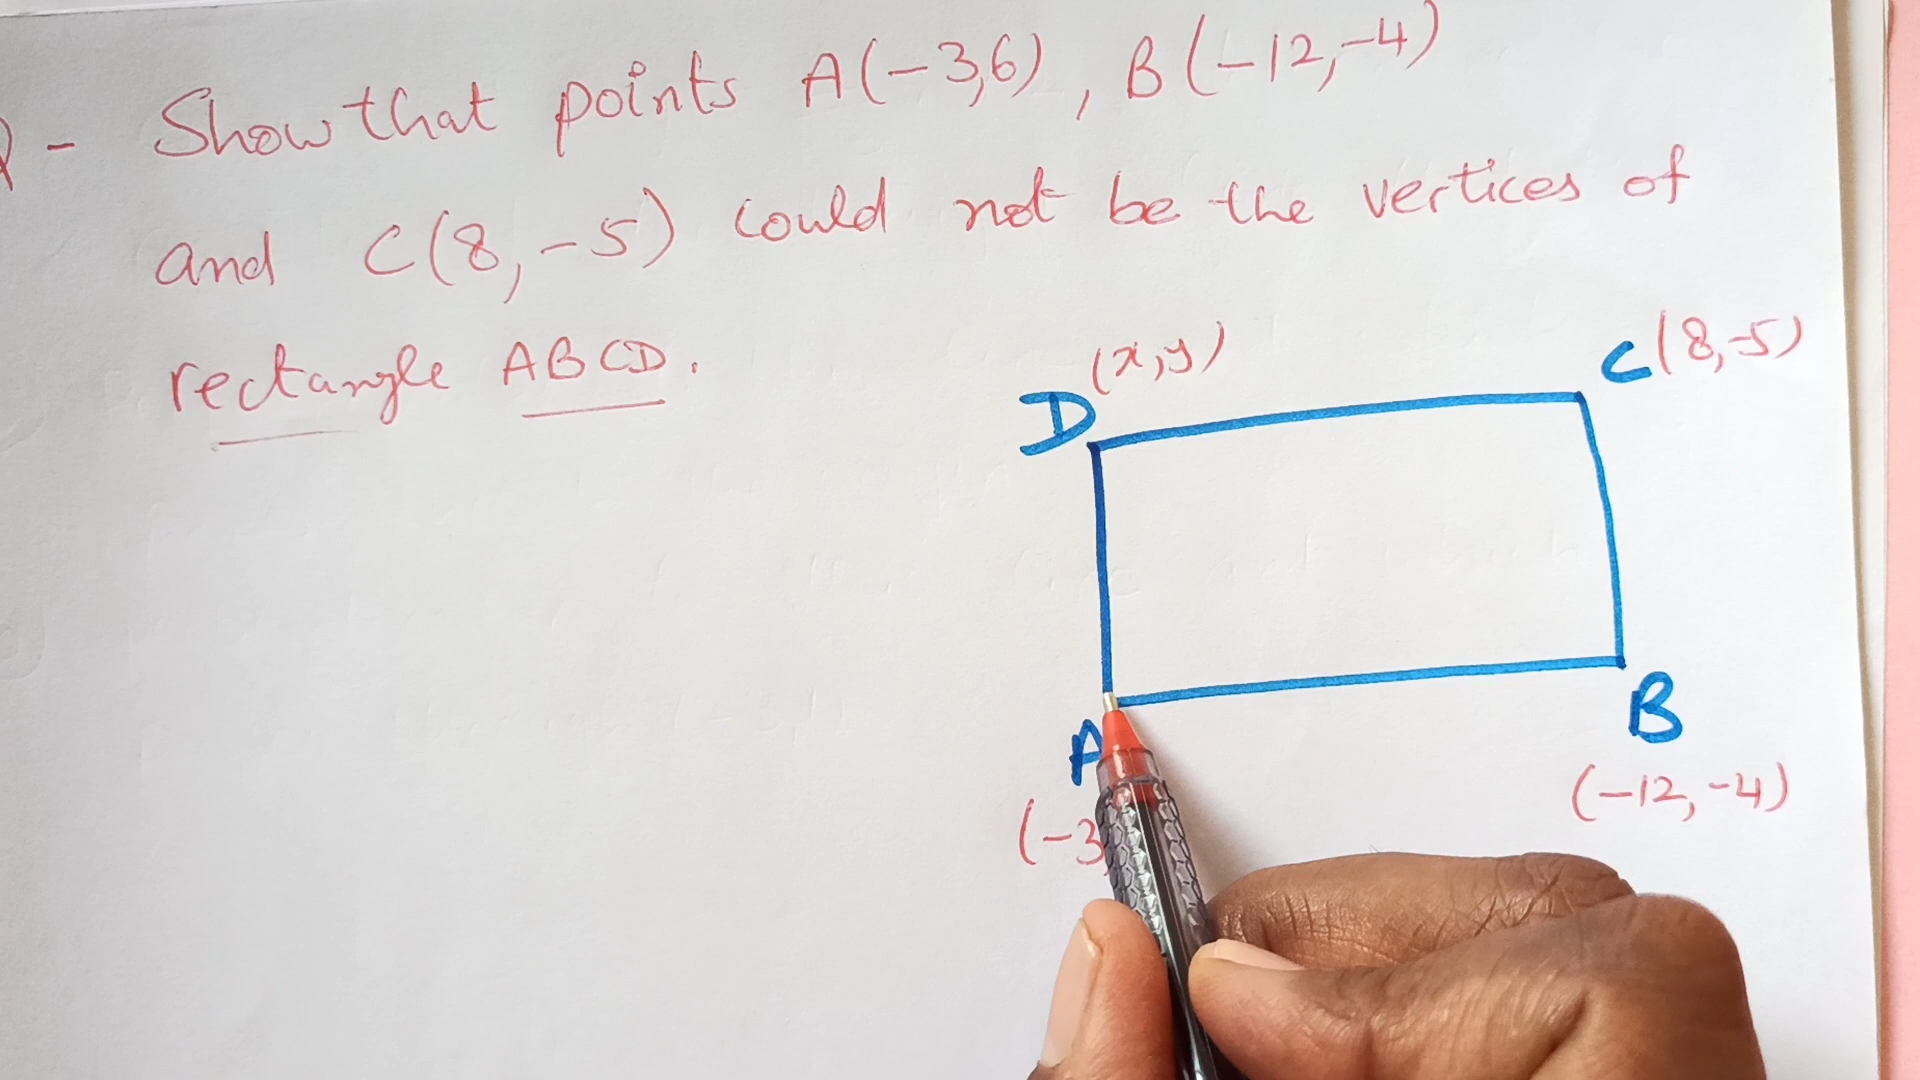 - Show that points A(-3,6), B(-12,-4)
and C(8,-5) could not be the vertices of
rectangle ABCD.
(x,y)
C(8,-5)
D
A
B
(-3
(-12,-4)